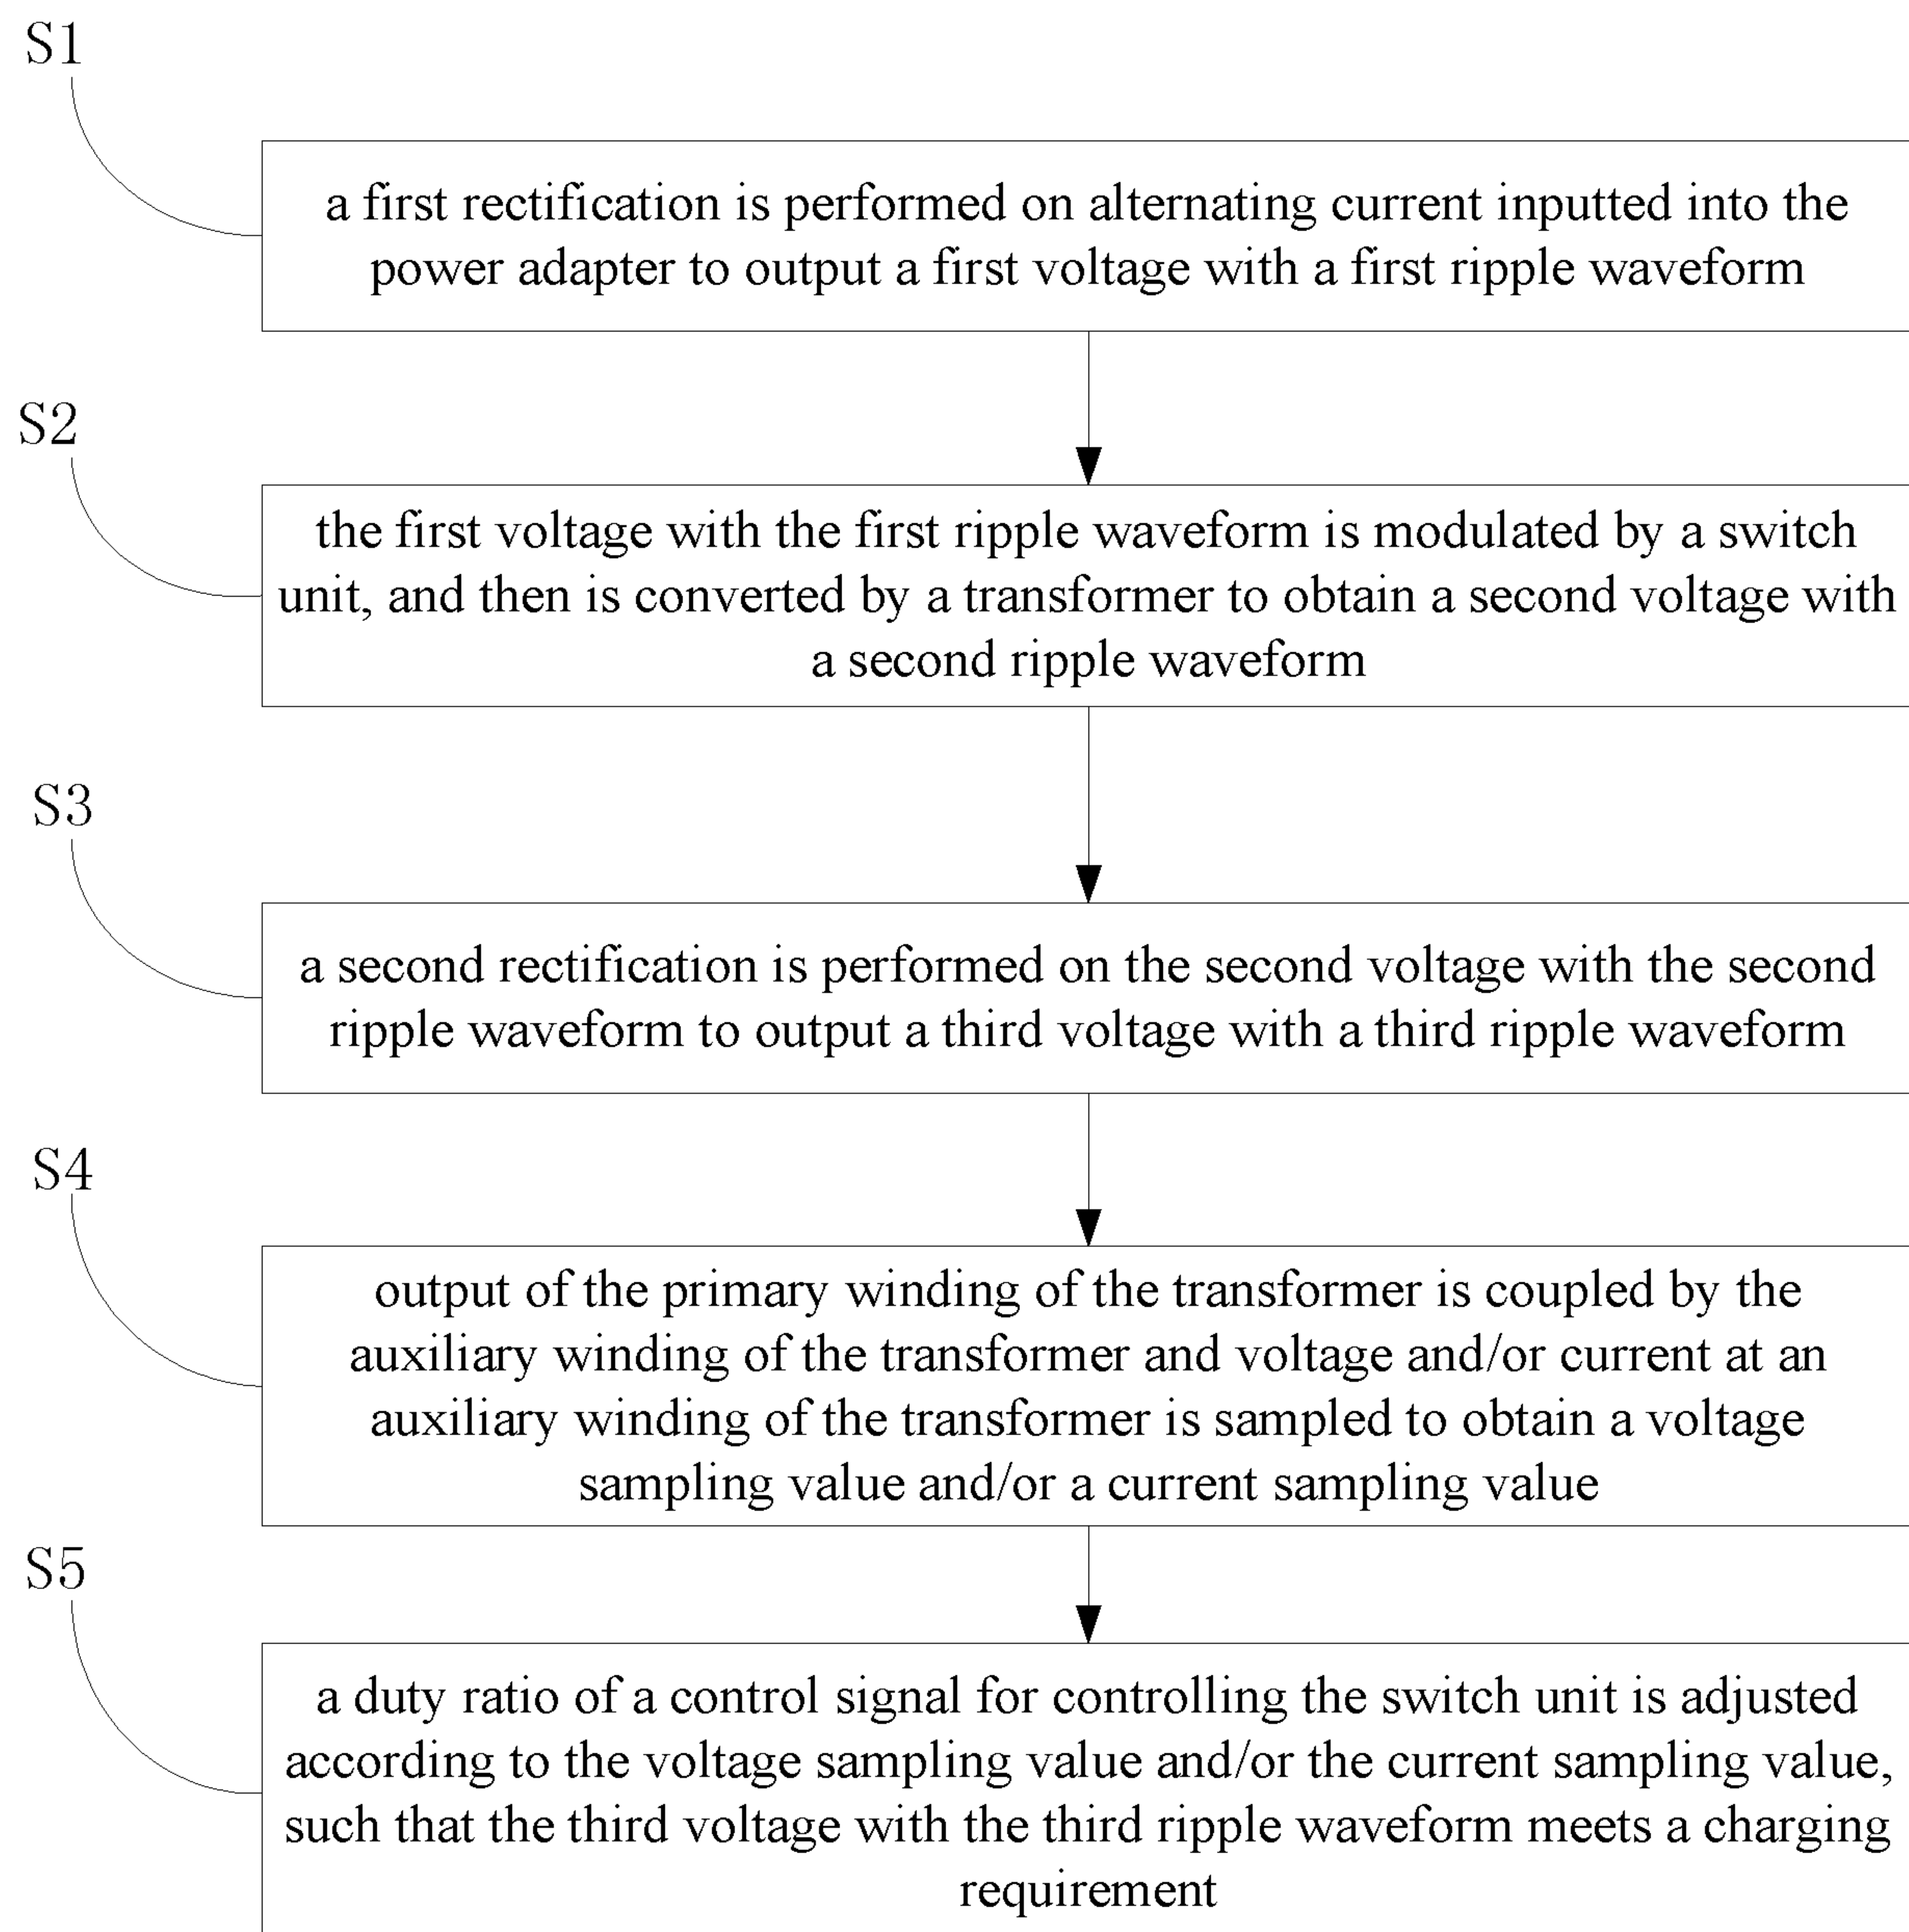 S1
a first rectification is performed on alternating current inputted into the
power adapter to output a first voltage with a first ripple waveform
S2
the first voltage with the first ripple waveform is modulated by a switch
unit, and then is converted by a transformer to obtain a second voltage with
a second ripple waveform
S3
a second rectification is performed on the second voltage with the second
ripple waveform to output a third voltage with a third ripple waveform
S4
output of the primary winding of the transformer is coupled by the
auxiliary winding of the transformer and voltage and/or current at an
auxiliary winding of the transformer is sampled to obtain a voltage
sampling value and/or a current sampling value
S5
a duty ratio of a control signal for controlling the switch unit is adjusted
according to the voltage sampling value and/or the current sampling value,
such that the third voltage with the third ripple waveform meets a charging
requirement